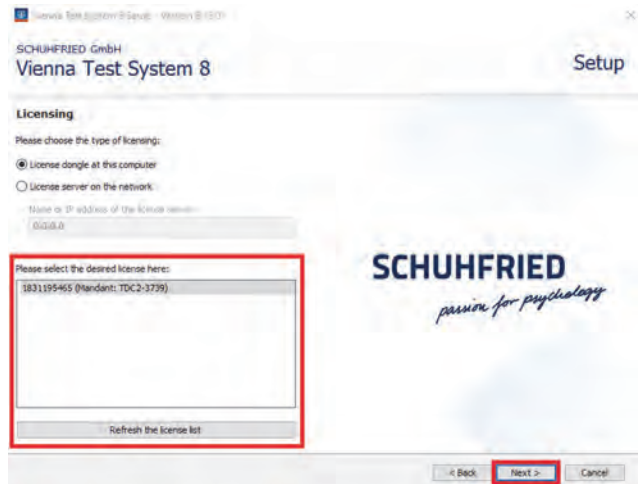 Vienna Test System 8 Server - Version 8
SCHUHFRIED GmbH
Vienna Test System 8
Setup
Licensing
Please choose the type of licensing:
License dongle at this computer
License server on the network
Name or IP address of the license server:
0.0.0.0
Please select the desired license here:
1831195465 (Mandant: TDC2-3739)
Refresh the license list
SCHUHFRIED
passion for psychology
< Back
Next >
Cancel